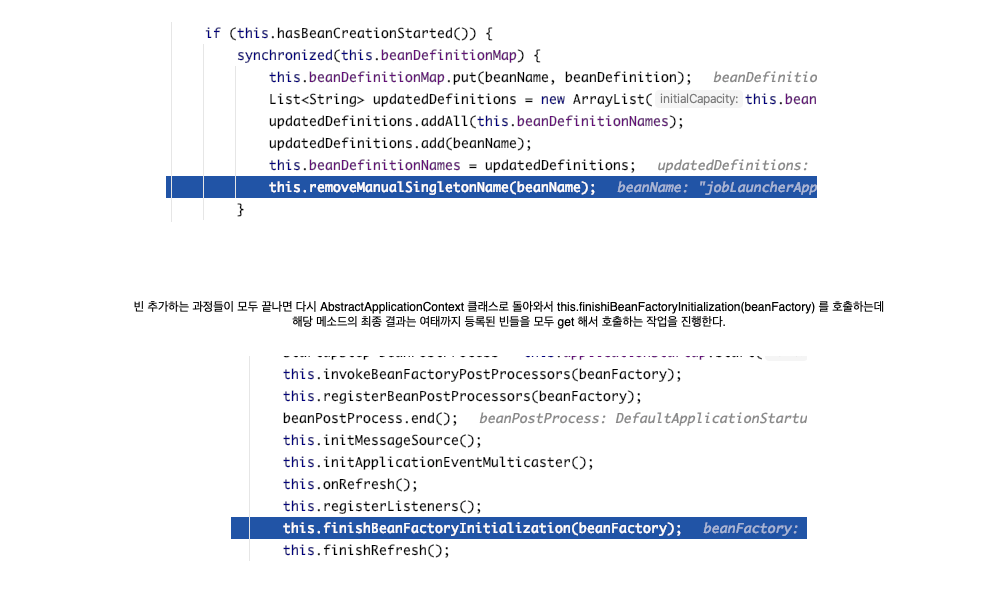 if (this.hasBeanCreationStarted()) {
synchronized(this.beanDefinitionMap) {
this.beanDefinitionMap.put(beanName, beanDefinition); beanDefinitio
List<String> updatedDefinitions = new ArrayList( initialCapacity: this.bean
updatedDefinitions.addAll(this.beanDefinitionNames);
updatedDefinitions.add(beanName);
this.beanDefinitionNames = updatedDefinitions; updatedDefinitions:
this.removeManualSingletonName(beanName); beanName: "jobLauncherApp
}
빈 추가하는 과정들이 모두 끝나면 다시 AbstractApplicationContext 클래스로 돌아와서 this.finishiBeanFactoryInitialization(beanFactory) 를 호출하는데
해당 메소드의 최종 결과는 여태까지 등록된 빈들을 모두 get 해서 호출하는 작업을 진행한다.
this.invokeBeanFactoryPostProcessors(beanFactory);
this.registerBeanPostProcessors(beanFactory);
beanPostProcess.end(); beanPostProcess: DefaultApplicationStartu
this.initMessageSource();
this.initApplicationEventMulticaster();
this.onRefresh();
this.registerListeners();
this.finishBeanFactoryInitialization(beanFactory); beanFactory:
this.finishRefresh();